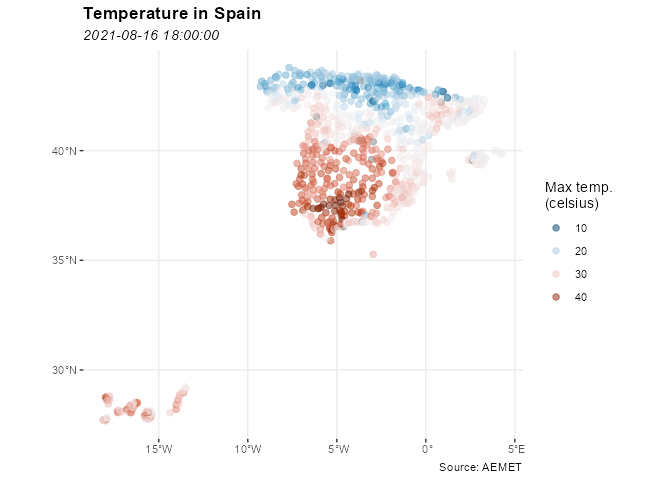 Temperature in Spain
2021-08-16 18:00:00
40°N
35°N
30°N
15°W
10°W
5°W
0°
5°E
Max temp.
(celsius)
10
20
30
40
Source: AEMET